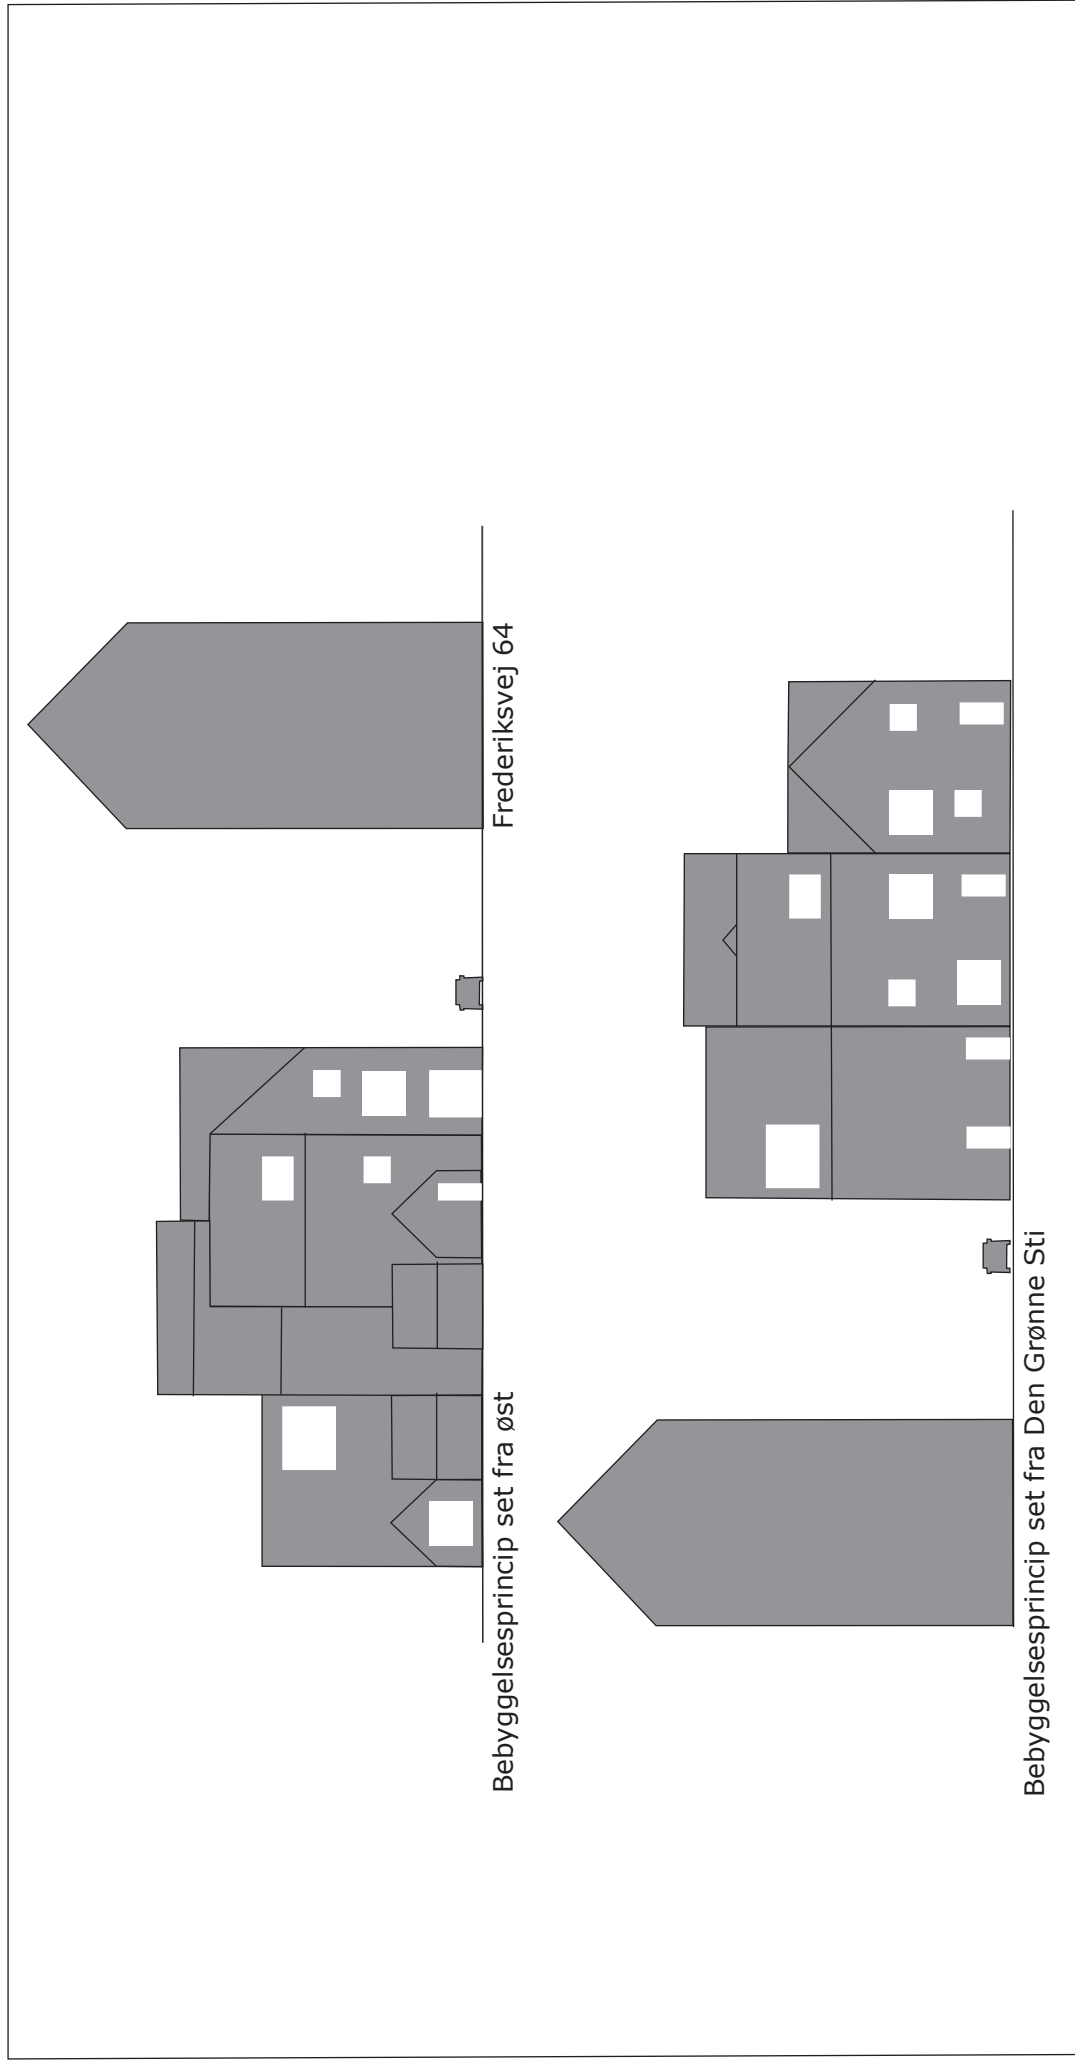 Bebyggelsesprincip set fra øst
Frederiksvej 64
Bebyggelsesprincip set fra Den Grønne Sti